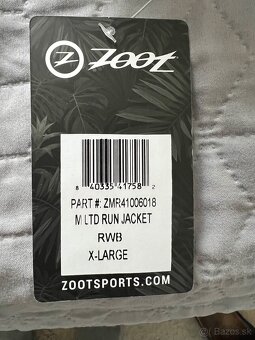 ZOOT
8 40335 41758 2
PART #: ZMR41006018
M LTD RUN JACKET
RWB
X-LARGE
ZOOTSPORTS.COM
Bazos.sk